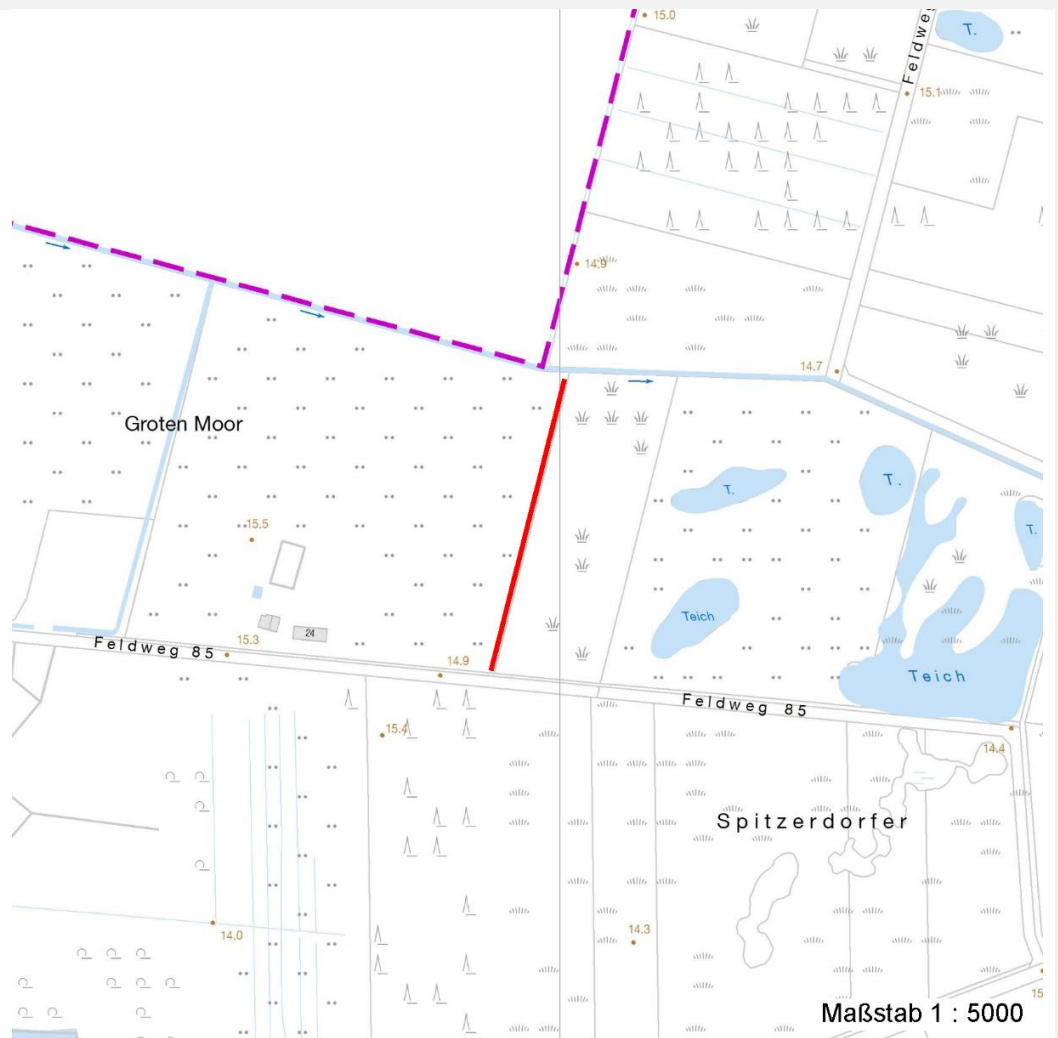 15.0
T.
Feldweg
15.1
14.9
14.7
Groten Moor
T.
T.
15.5
T.
Teich
24
Feldweg 85
15.3
14.9
Teich
Feldweg 85
15.4
14.4
Spitzerdorfer
14.0
14.3
15
Maßstab 1 : 5000